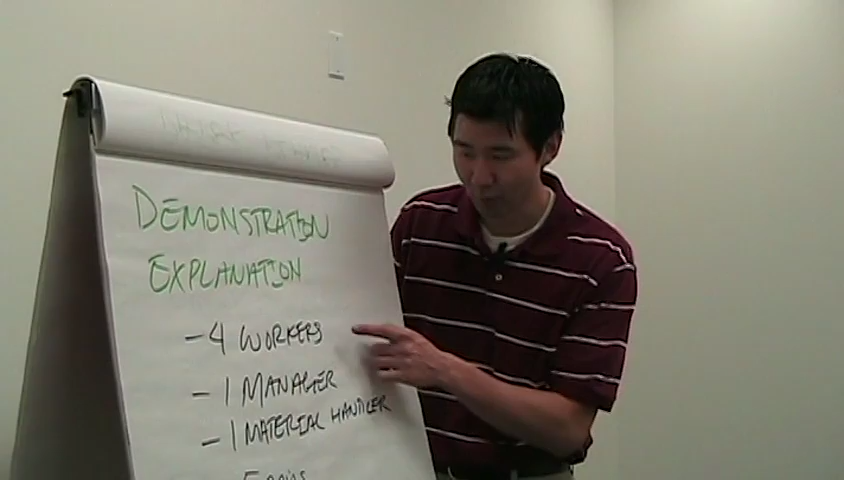 DEMONSTRATION
EXPLANATION
- 4 WORKERS
- 1 MANAGER
- 1 MATERIAL HANDLER